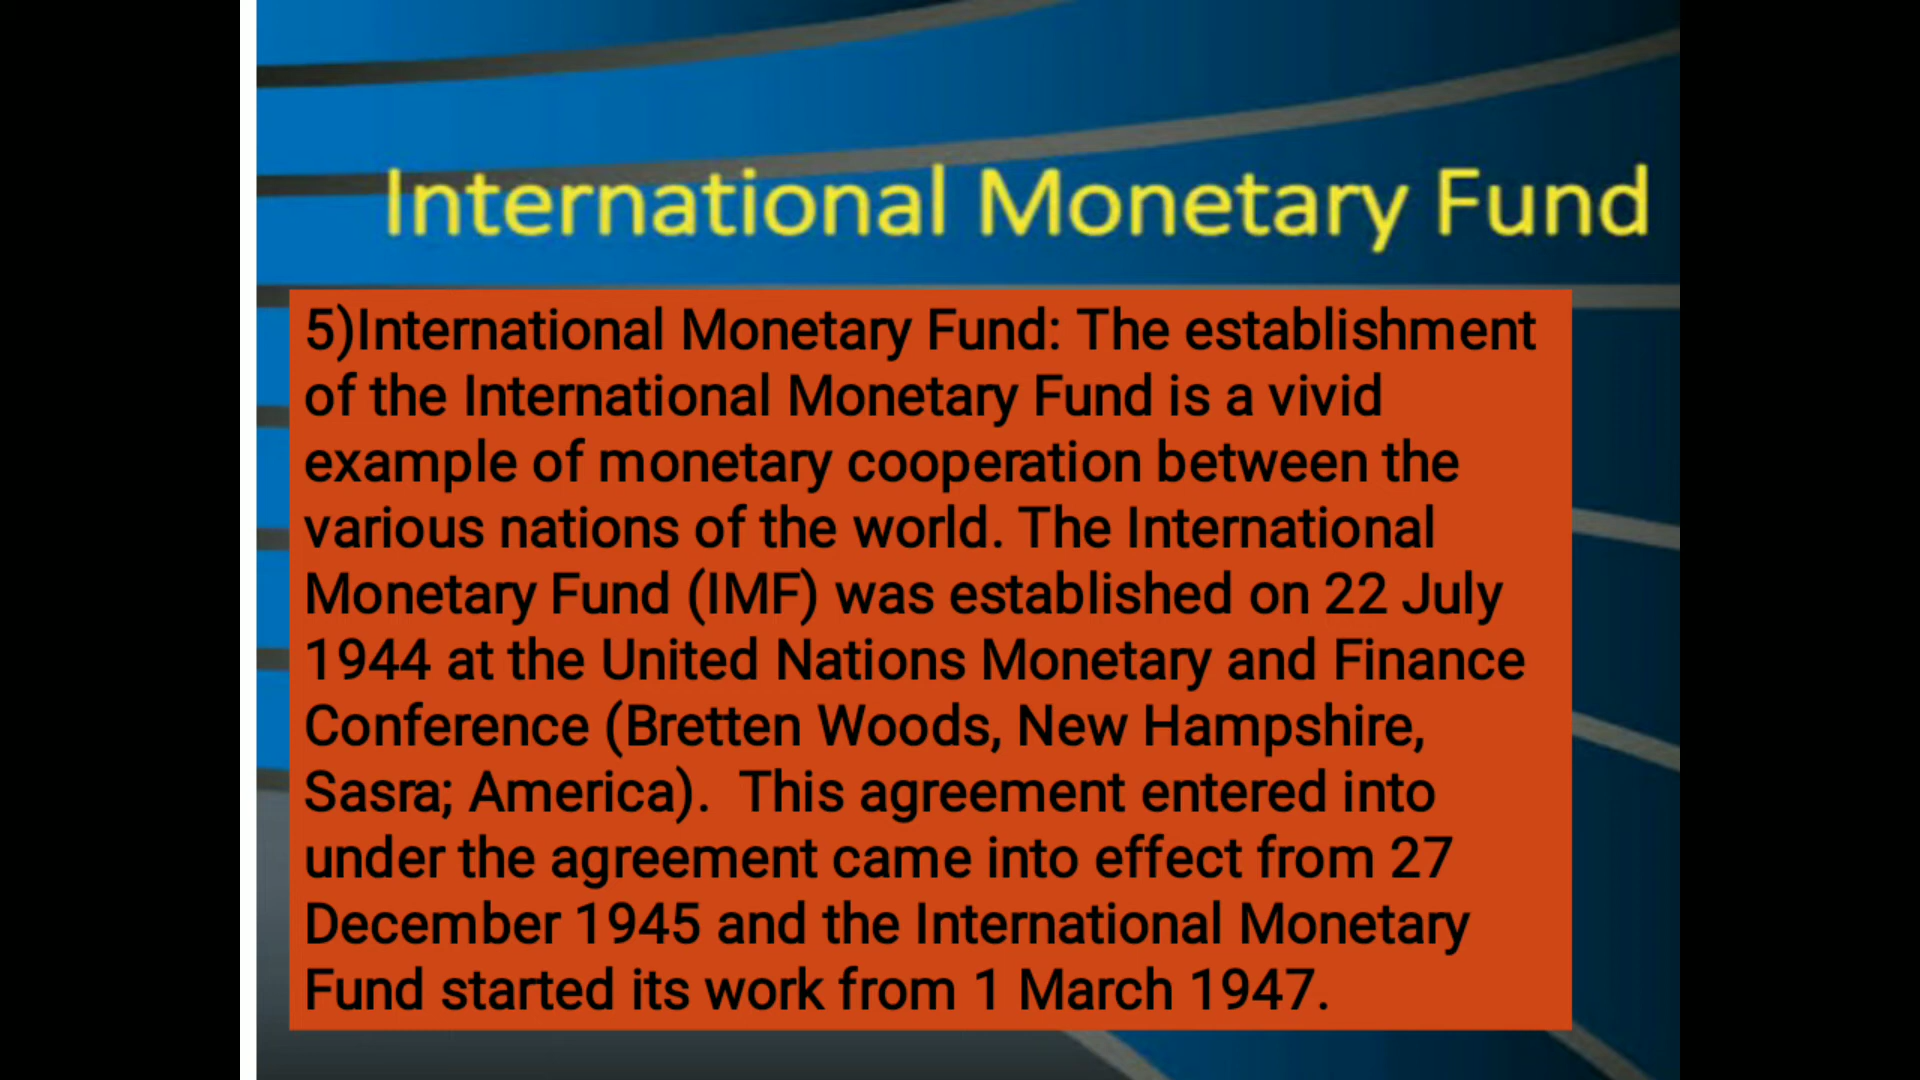 International Monetary Fund
5)International Monetary Fund: The establishment
of the International Monetary Fund is a vivid
example of monetary cooperation between the
various nations of the world. The International
Monetary Fund (IMF) was established on 22 July
1944 at the United Nations Monetary and Finance
Conference (Bretten Woods, New Hampshire,
Sasra; America).  This agreement entered into
under the agreement came into effect from 27
December 1945 and the International Monetary
Fund started its work from 1 March 1947.